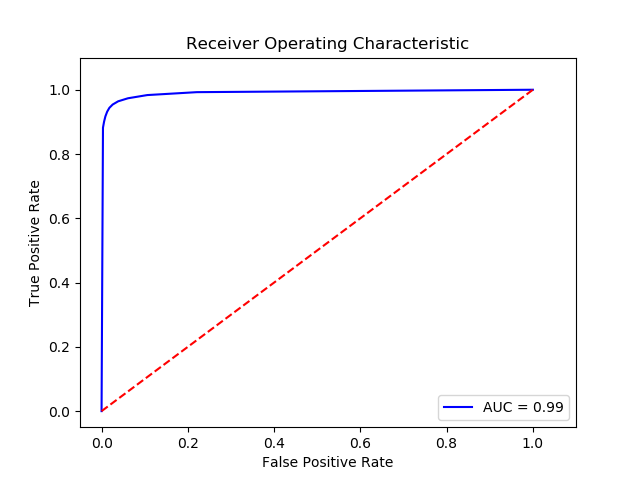 Receiver Operating Characteristic
1.0
0.8
0.6
0.4
0.2
0.0
True Positive Rate
AUC = 0.99
0.0 0.2 0.4 0.6 0.8 1.0
False Positive Rate